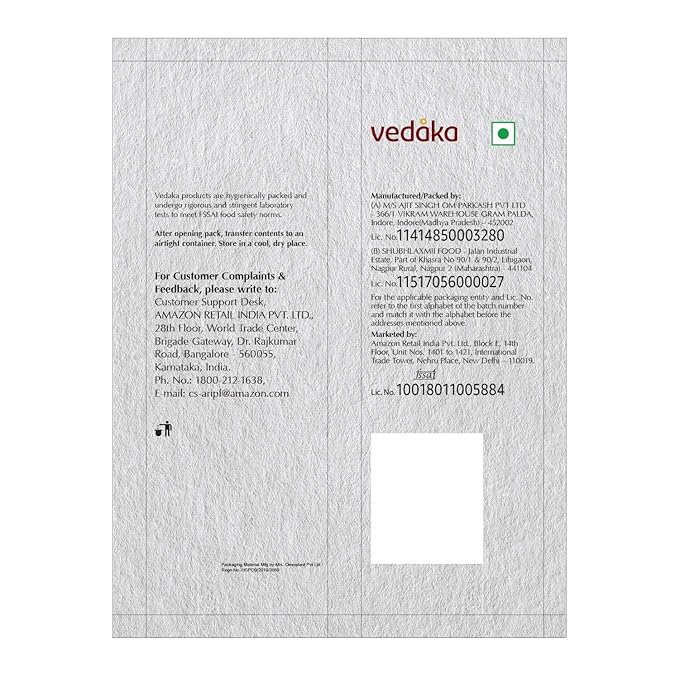 Vedaka products are hygienically packed and
undergo rigorous and stringent laboratory
tests to meet FSSAI food safety norms.
After opening pack, transfer contents to an
airtight container. Store in a cool, dry place.
For Customer Complaints &
Feedback, please write to:
Customer Support Desk,
AMAZON RETAIL INDIA PVT. LTD.,
28th Floor, World Trade Center,
Brigade Gateway, Dr. Rajkumar
Road, Bangalore - 560055,
Karnataka, India.
Ph. No.: 1800-212-1638,
E-mail: cs-aripl@amazon.com
Packaging Material Mfg by M/s. Omniplast Pvt Ltd
vedaka
Manufactured/Packed by:
(A) M/S AJIT SINGH OM PARKASH PVT LTD
- 366/1 VIKRAM WAREHOUSE GRAM PALDA,
Indore, Indore(Madhya Pradesh) – 452002
Lic. No.11414850003280
(B) SHUBHLAXMII FOOD - Jalan Industrial
Estate, Part of Khasra No 90/1 & 90/2, Libigaon,
Nagpur Rural, Nagpur 2 (Maharashtra) - 441104
Lic. No.11517056000027
For the applicable packaging entity and Lic. No.
refer to the first alphabet of the batch number
and match it with the alphabet before the
addresses mentioned above.
Marketed by:
Amazon Retail India Pvt. Ltd., Block E, 14th
Floor, Unit Nos. 1401 to 1421, International
Trade Tower, Nehru Place, New Delhi – 110019.
fssai
Lic. No.10018011005884